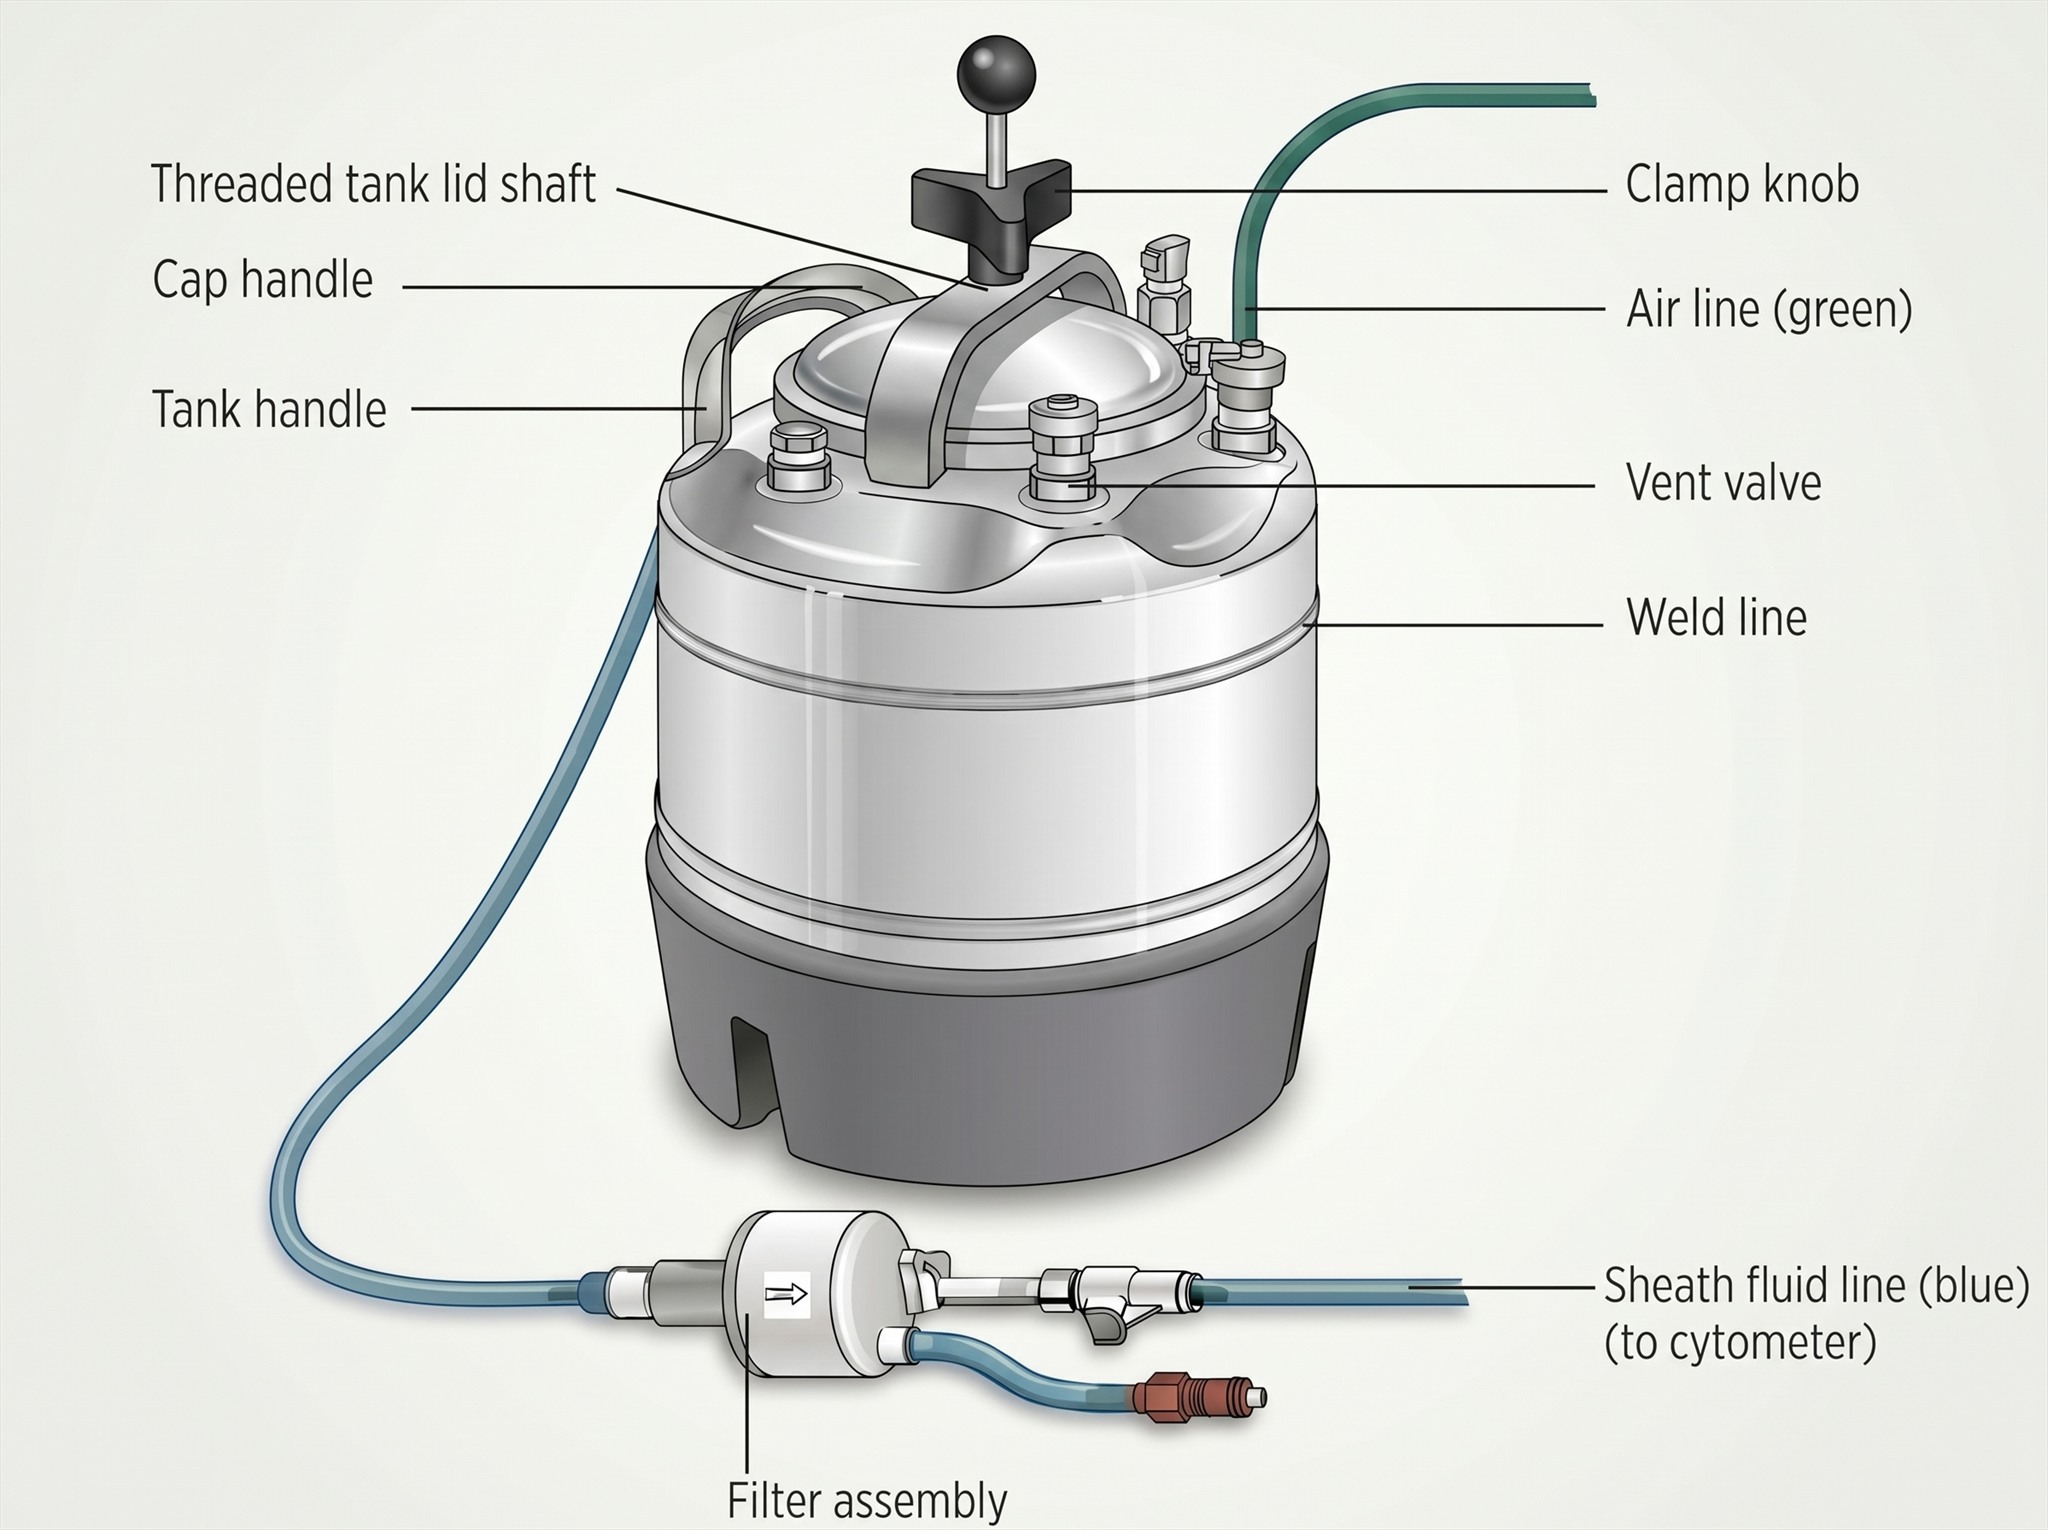 Threaded tank lid shaft
Clamp knob
Cap handle
Air line (green)
Tank handle
Vent valve
Weld line
Sheath fluid line (blue)
(to cytometer)
Filter assembly